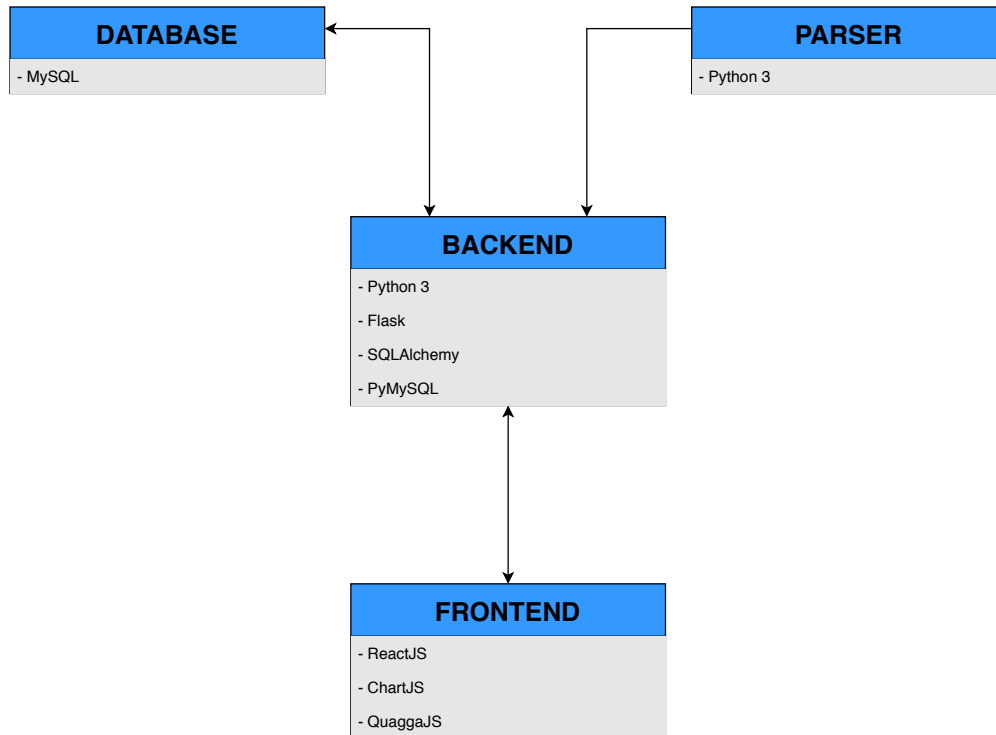 DATABASE
- MySQL
PARSER
- Python 3
BACKEND
- Python 3
- Flask
- SQLAlchemy
- PyMySQL
FRONTEND
- ReactJS
- ChartJS
- QuaggaJS